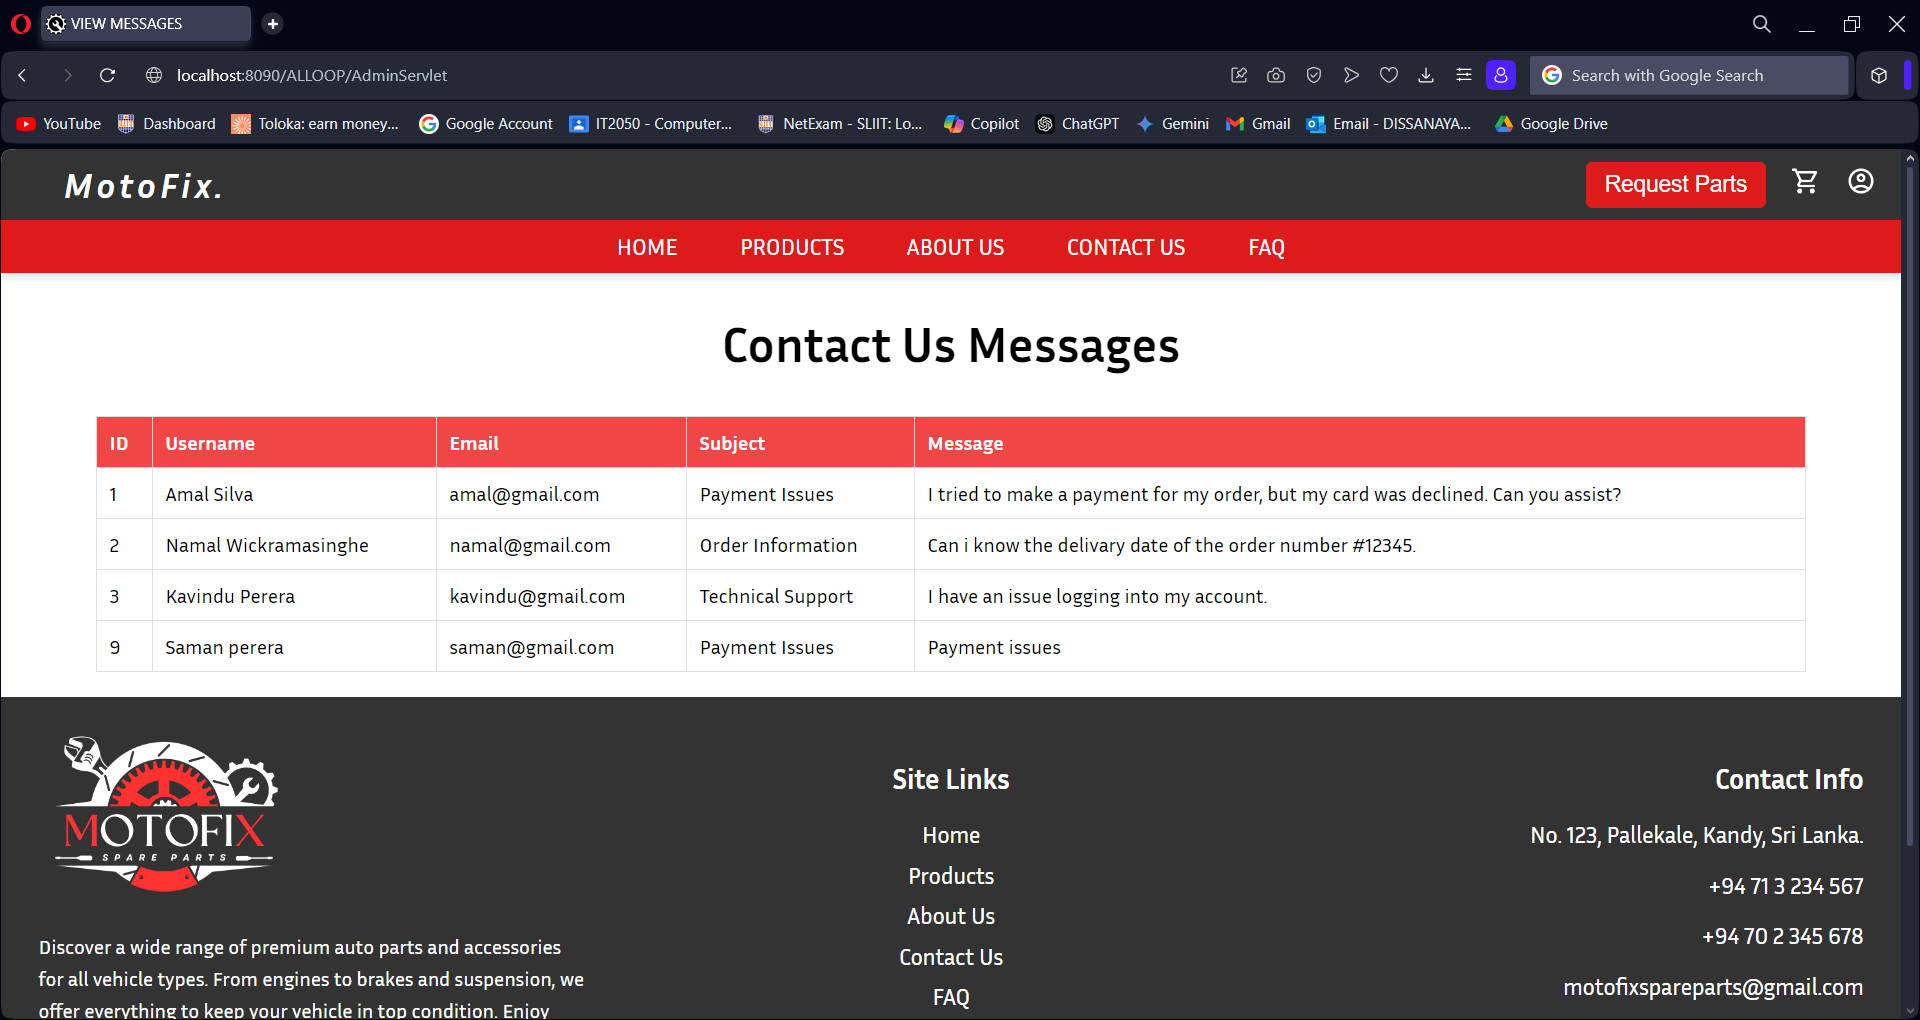 VIEW MESSAGES
localhost:8090/ALLOOP/AdminServlet
Search with Google Search
YouTube
Dashboard
Toloka: earn money...
Google Account
IT2050 - Computer...
NetExam - SLIIT: Lo...
Copilot
ChatGPT
Gemini
Gmail
Email - DISSANAYA...
Google Drive
MotoFix.
Request Parts
HOME PRODUCTS ABOUT US CONTACT US FAQ
Contact Us Messages
ID Username Email Subject Message
1 Amal Silva amal@gmail.com Payment Issues I tried to make a payment for my order, but my card was declined. Can you assist?
2 Namal Wickramasinghe namal@gmail.com Order Information Can i know the delivary date of the order number #12345.
3 Kavindu Perera kavindu@gmail.com Technical Support I have an issue logging into my account.
9 Saman perera saman@gmail.com Payment Issues Payment issues
MOTOFIX
SPARE PARTS
Discover a wide range of premium auto parts and accessories
for all vehicle types. From engines to brakes and suspension, we
offer everything to keep your vehicle in top condition. Enjoy
Site Links
Home
Products
About Us
Contact Us
FAQ
Contact Info
No. 123, Pallekale, Kandy, Sri Lanka.
+94 71 3 234 567
+94 70 2 345 678
motofixspareparts@gmail.com